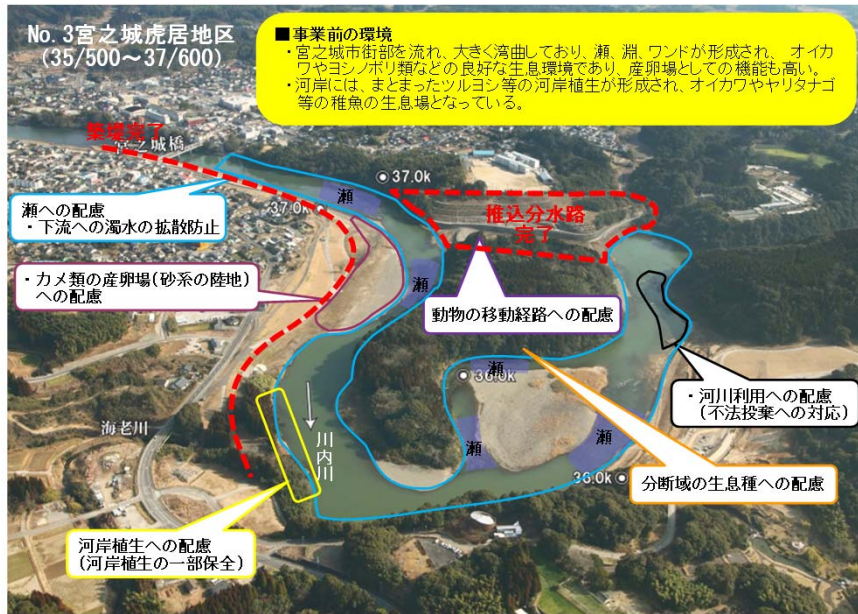 No.3宮之城虎居地区
(35/500～37/600)
■事業前の環境
・宮之城市街部を流れ、大きく湾曲しており、瀬、淵、ワンドが形成され、 オイカ
ワやヨシノボリ類などの良好な生息環境であり、産卵場としての機能も高い。
・河岸には、まとまったツルヨシ等の河岸植生が形成され、オイカワやヤリタナゴ
等の稚魚の生息場となっている。
築堤完了
宮之城橋
37.0k
瀬
37.0k
推込分水路
完了
瀬への配慮
・下流への濁水の拡散防止
・カメ類の産卵場(砂系の陸地)
への配慮
瀬
動物の移動経路への配慮
瀬
36.0k
・河川利用への配慮
(不法投棄への対応)
海老川
川内川
瀬
瀬
36.0k
分断域の生息種への配慮
河岸植生への配慮
(河岸植生の一部保全)